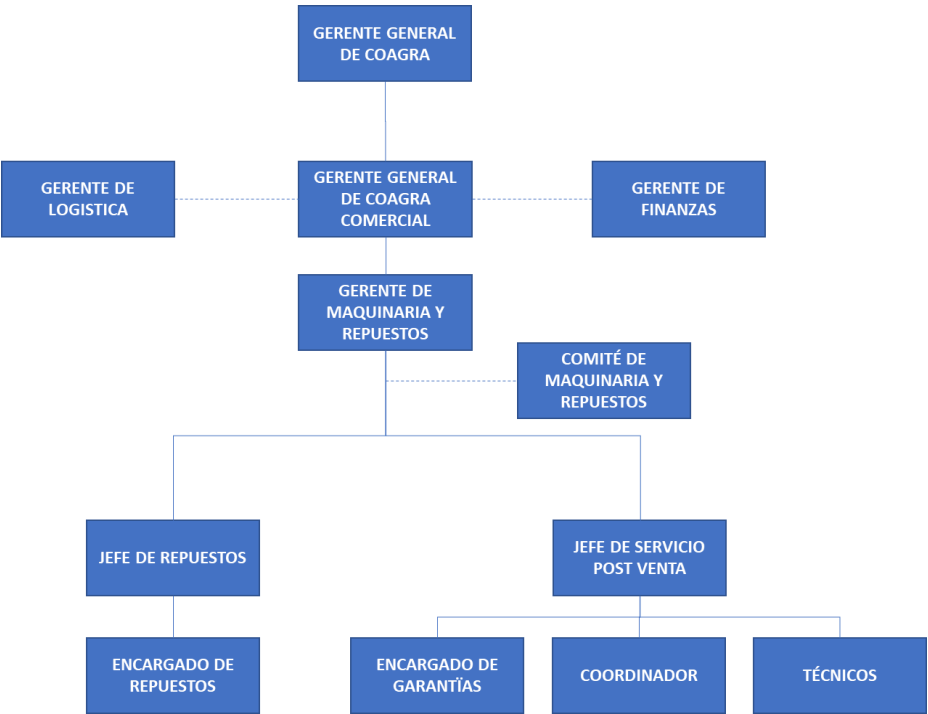 GERENTE GENERAL
DE COAGRA
GERENTE DE
LOGISTICA
GERENTE GENERAL
DE COAGRA
COMERCIAL
GERENTE DE
FINANZAS
GERENTE DE
MAQUINARIA Y
REPUESTOS
COMITÉ DE
MAQUINARIA Y
REPUESTOS
JEFE DE REPUESTOS
JEFE DE SERVICIO
POST VENTA
ENCARGADO DE
REPUESTOS
ENCARGADO DE
GARANTÏAS
COORDINADOR
TÉCNICOS